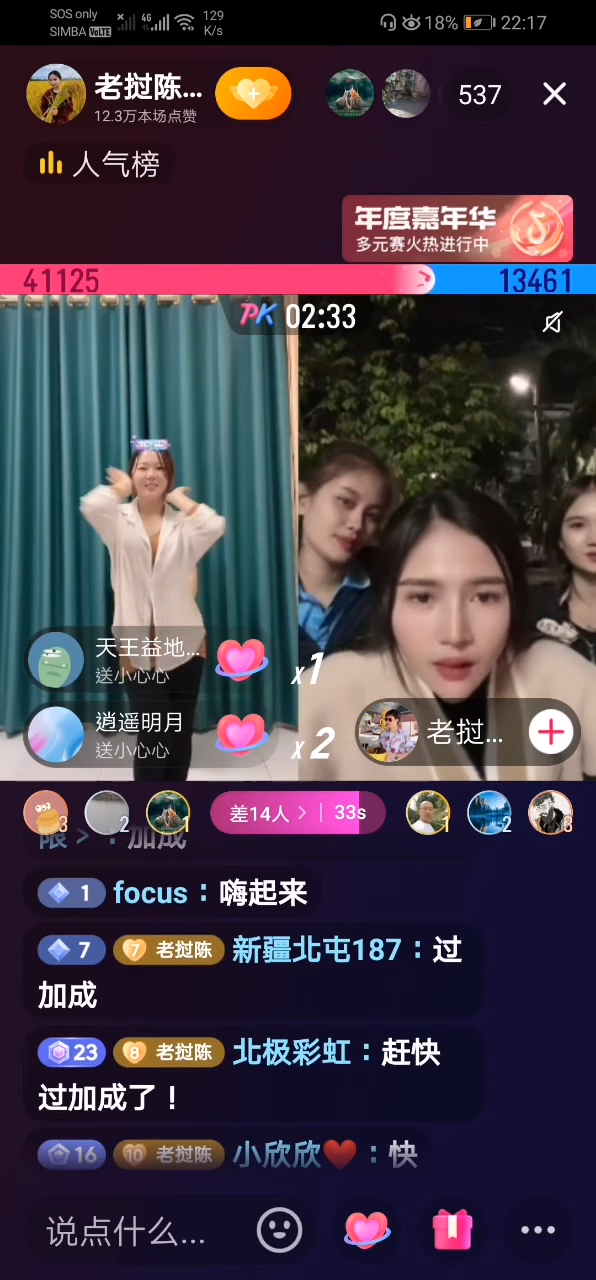 SOS only
SIMBA VoLTE
4G
129
K/s
18%
22:17
老挝陈...
12.3万本场点赞
537
人气榜
年度嘉年华
多元赛火热进行中
41125
13461
PK 02:33
天王益地...
送小心心
x1
逍遥明月
送小心心
x2
老挝...
3
2
1
差14人 > | 33s
1
2
3
限 > ：加成
1 focus：嗨起来
7 7 老挝陈 新疆北屯187：过
加成
23 8 老挝陈 北极彩虹：赶快
过加成了！
16 10 老挝陈 小欣欣❤️：快
说点什么...